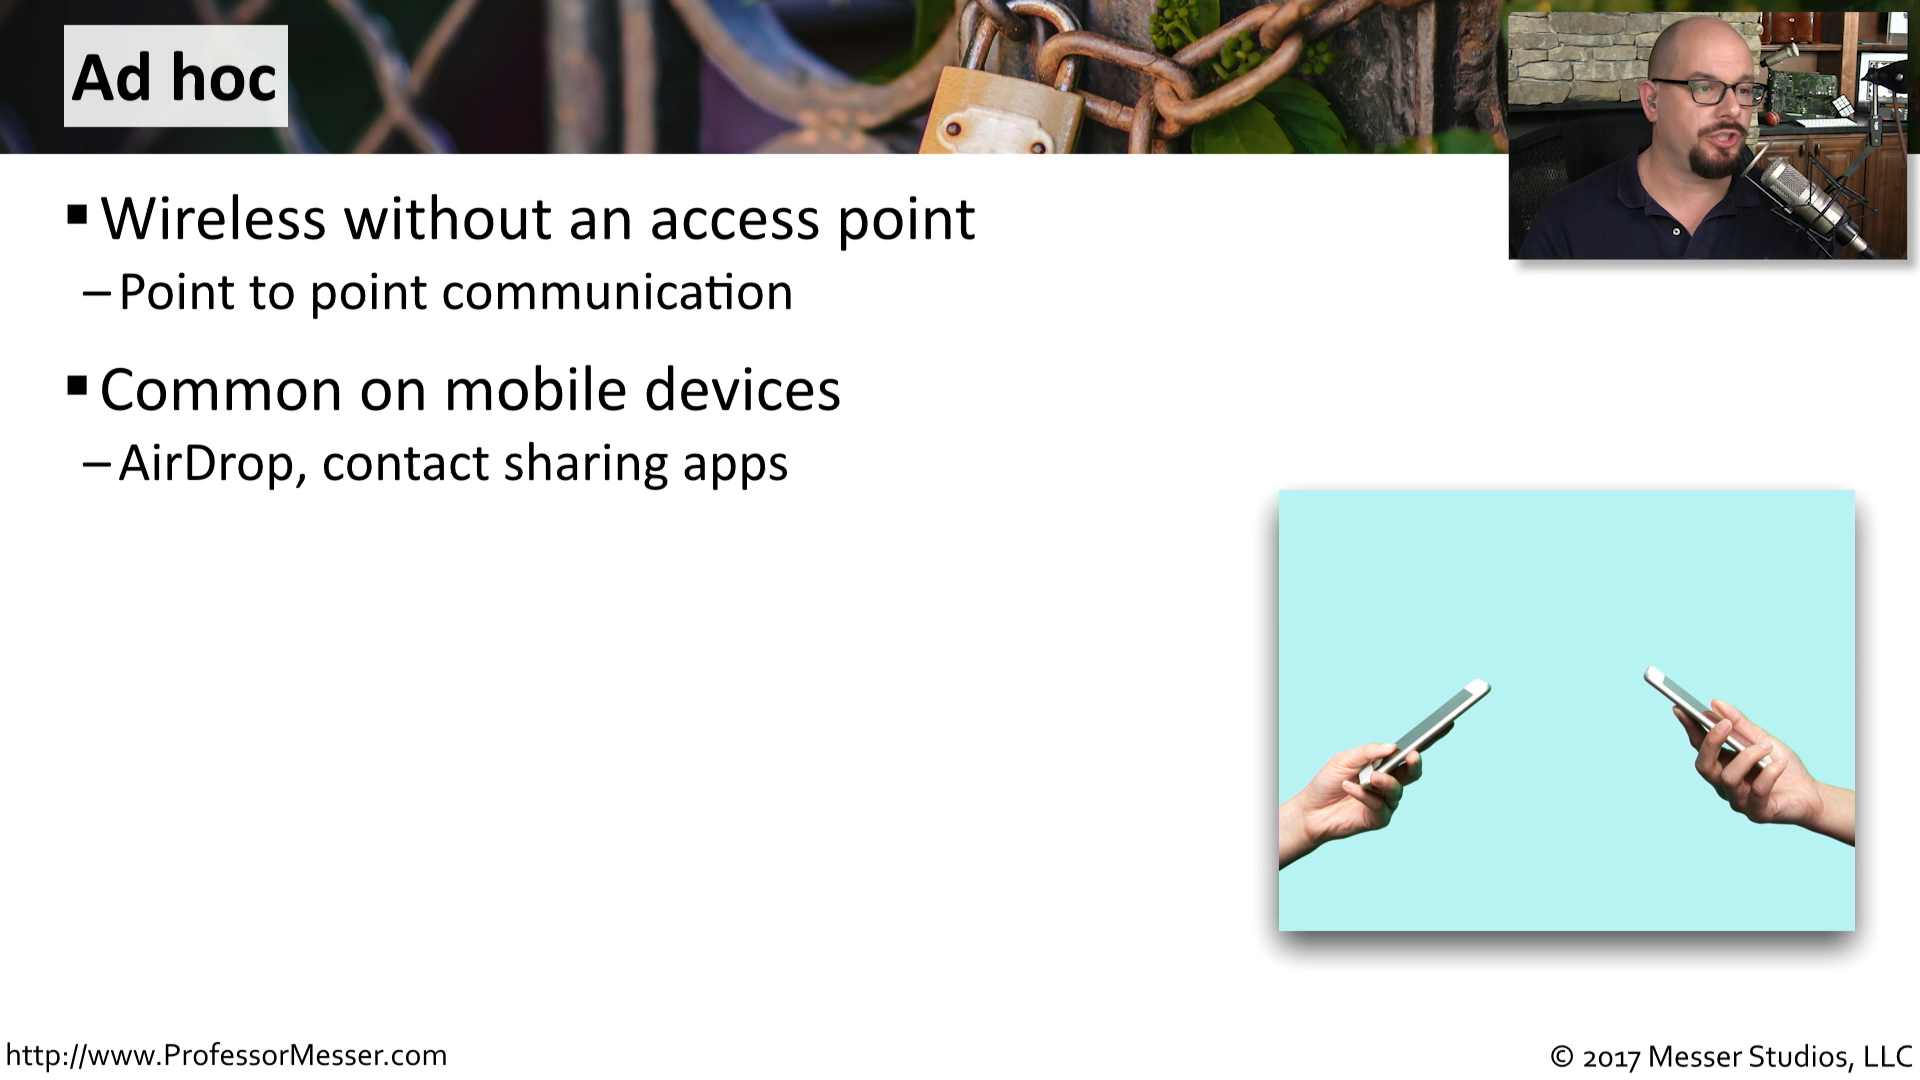 Ad hoc
▪ Wireless without an access point
– Point to point communication
▪ Common on mobile devices
– AirDrop, contact sharing apps
http://www.ProfessorMesser.com
© 2017 Messer Studios, LLC